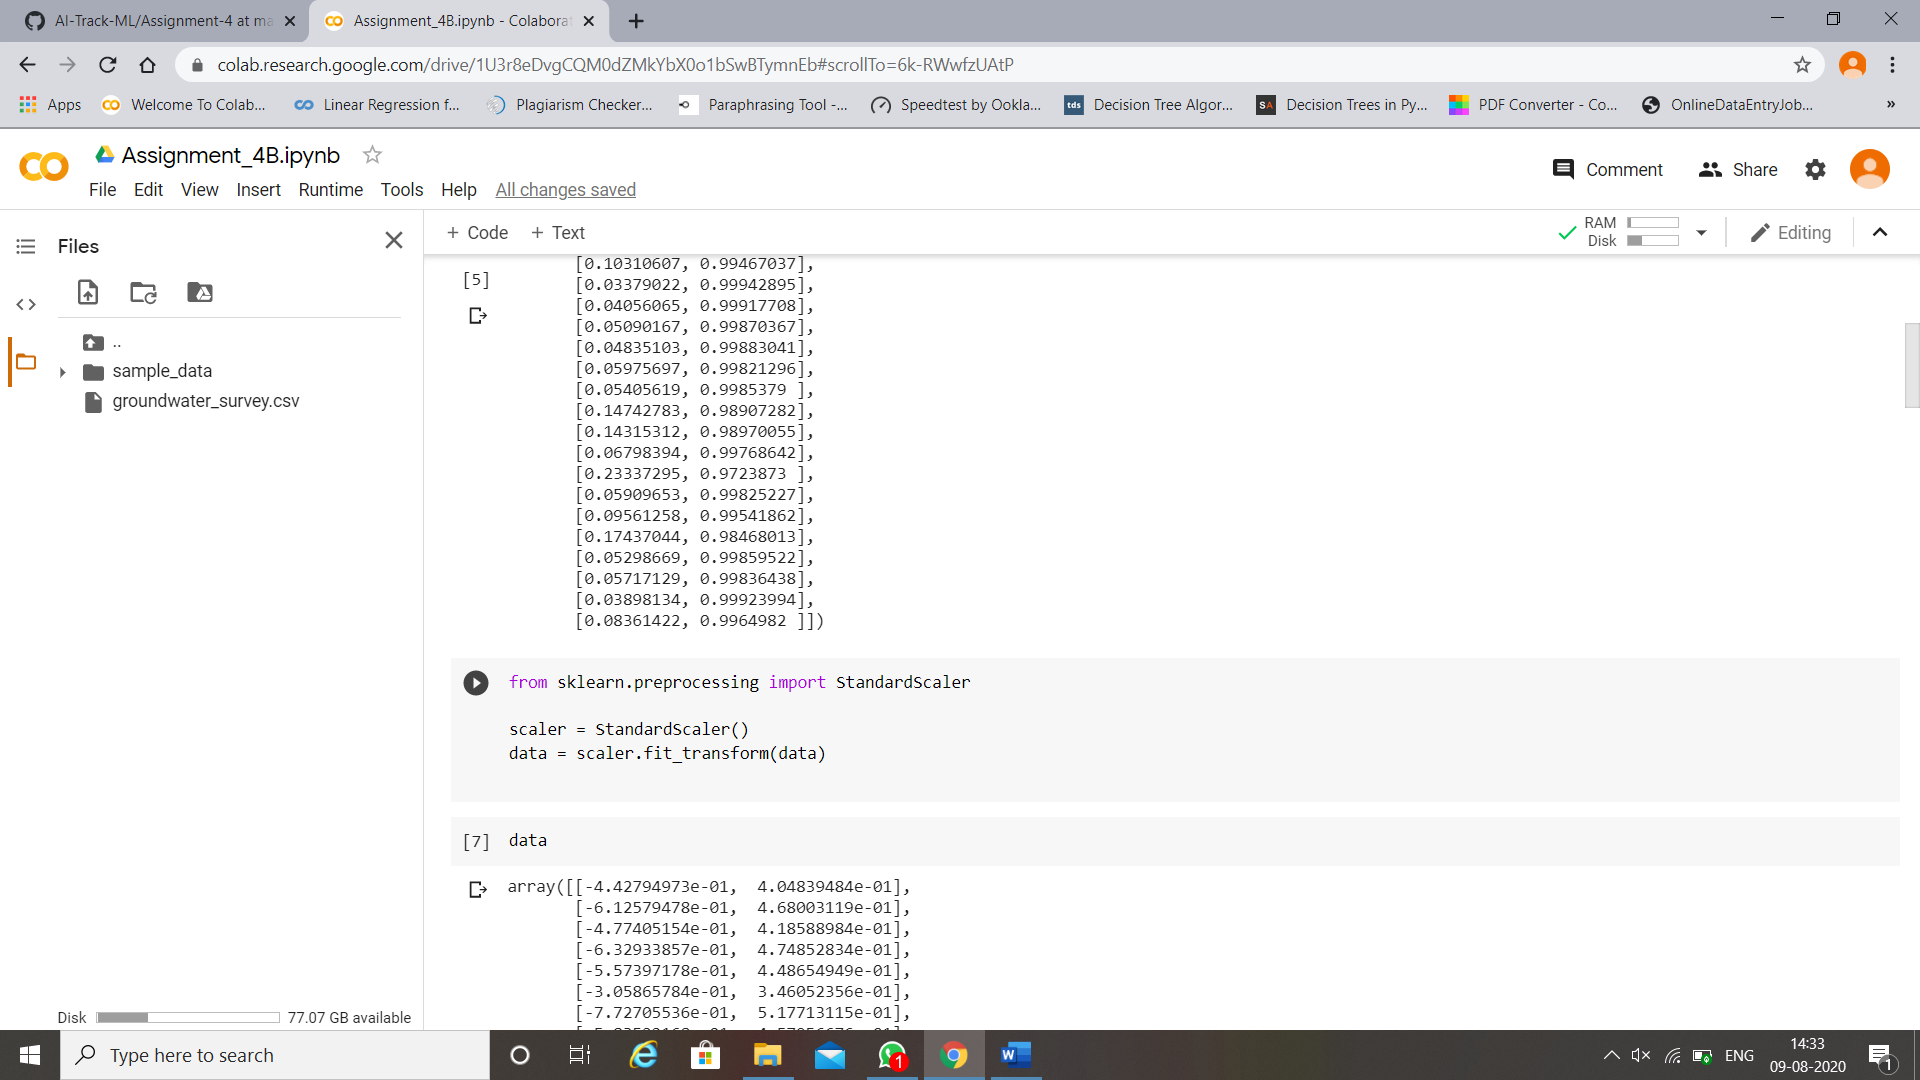 AI-Track-ML/Assignment-4 at ma
Assignment_4B.ipynb - Colaborat
colab.research.google.com/drive/1U3r8eDvgCQM0dZMkYbX0o1bSwBTymnEb#scrollTo=6k-RWwfzUAtP
Apps Welcome To Colab... Linear Regression f... Plagiarism Checker... Paraphrasing Tool -... Speedtest by Ookla... tds Decision Tree Algor... SA Decision Trees in Py... PDF Converter - Co... OnlineDataEntryJob... »
Assignment_4B.ipynb
File Edit View Insert Runtime Tools Help All changes saved
Comment Share
Files
+ Code + Text
RAM
Disk
Editing
..
sample_data
groundwater_survey.csv
Disk 77.07 GB available
[5]
[0.10310607, 0.99467037],
[0.03379022, 0.99942895],
[0.04056065, 0.99917708],
[0.05090167, 0.99870367],
[0.04835103, 0.99883041],
[0.05975697, 0.99821296],
[0.05405619, 0.9985379 ],
[0.14742783, 0.98907282],
[0.14315312, 0.98970055],
[0.06798394, 0.99768642],
[0.23337295, 0.9723873 ],
[0.05909653, 0.99825227],
[0.09561258, 0.99541862],
[0.17437044, 0.98468013],
[0.05298669, 0.99859522],
[0.05717129, 0.99836438],
[0.03898134, 0.99923994],
[0.08361422, 0.9964982 ]])
from sklearn.preprocessing import StandardScaler
scaler = StandardScaler()
data = scaler.fit_transform(data)
[7] data
array([[-4.42794973e-01, 4.04839484e-01],
[-6.12579478e-01, 4.68003119e-01],
[-4.77405154e-01, 4.18588984e-01],
[-6.32933857e-01, 4.74852834e-01],
[-5.57397178e-01, 4.48654949e-01],
[-3.05865784e-01, 3.46052356e-01],
[-7.72705536e-01, 5.17713115e-01],
Type here to search
1
W
ENG
14:33
09-08-2020
1